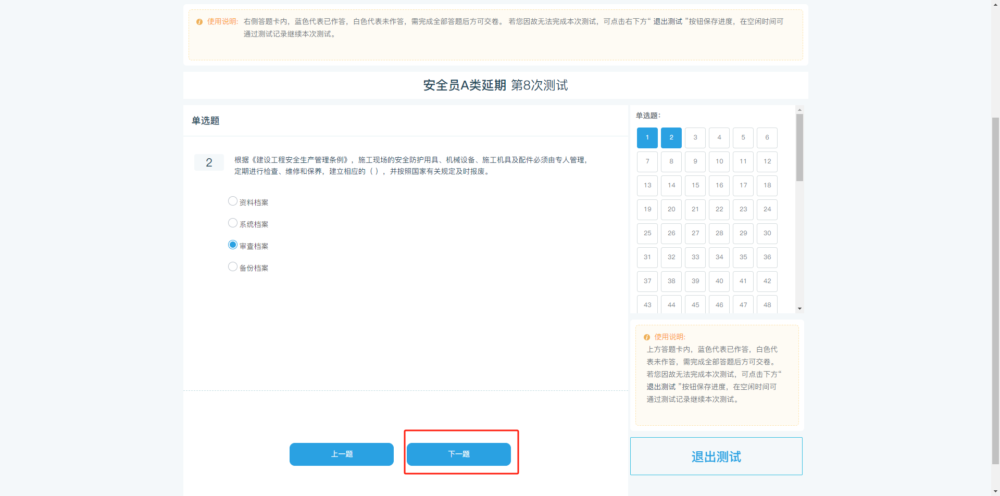 使用说明: 右侧答题卡内，蓝色代表已作答，白色代表未作答，需完成全部答题后方可交卷。 若您因故无法完成本次测试，可点击右下方“ 退出测试 ”按钮保存进度，在空闲时间可
通过测试记录继续本次测试。
安全员A类延期 第8次测试
单选题
2
根据《建设工程安全生产管理条例》，施工现场的安全防护用具、机械设备、施工机具及配件必须由专人管理，
定期进行检查、维修和保养，建立相应的（ ），并按照国家有关规定及时报废。
资料档案
系统档案
审查档案
备份档案
上一题 下一题
单选题：
1 2 3 4 5 6
7 8 9 10 11 12
13 14 15 16 17 18
19 20 21 22 23 24
25 26 27 28 29 30
31 32 33 34 35 36
37 38 39 40 41 42
43 44 45 46 47 48
使用说明:
上方答题卡内，蓝色代表已作答，白色代
表未作答，需完成全部答题后方可交卷。
若您因故无法完成本次测试，可点击下方“
退出测试 ”按钮保存进度，在空闲时间可
通过测试记录继续本次测试。
退出测试